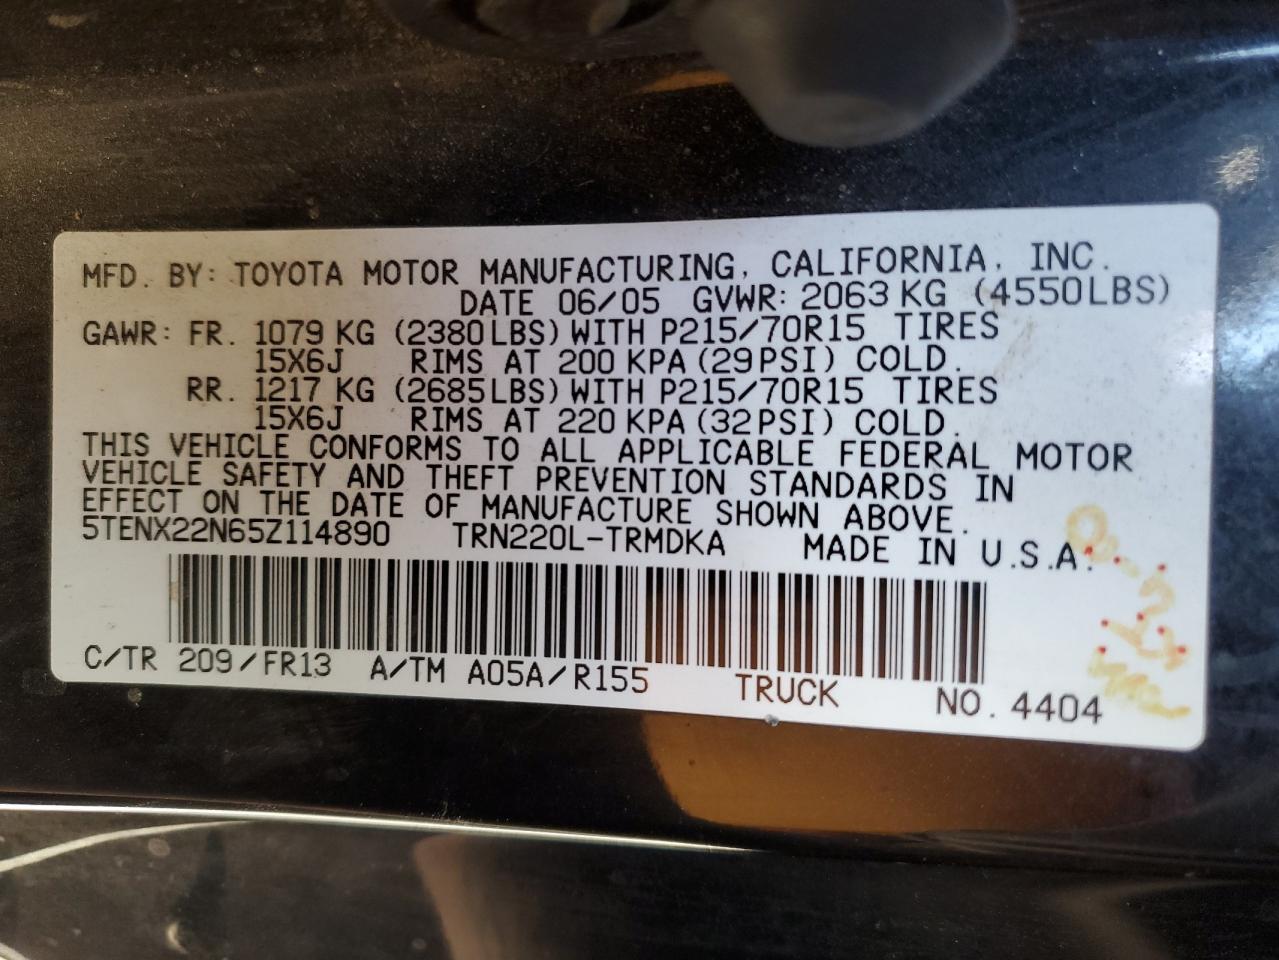 MFD. BY: TOYOTA MOTOR MANUFACTURING, CALIFORNIA, INC.
DATE 06/05 GVWR: 2063 KG (4550LBS)
GAWR: FR. 1079 KG (2380LBS) WITH P215/70R15 TIRES
15X6J RIMS AT 200 KPA (29PSI) COLD.
RR. 1217 KG (2685LBS) WITH P215/70R15 TIRES
15X6J RIMS AT 220 KPA (32PSI) COLD.
THIS VEHICLE CONFORMS TO ALL APPLICABLE FEDERAL MOTOR
VEHICLE SAFETY AND THEFT PREVENTION STANDARDS IN
EFFECT ON THE DATE OF MANUFACTURE SHOWN ABOVE.
5TENX22N65Z114890 TRN220L-TRMDKA MADE IN U.S.A.
C/TR 209/FR13 A/TM A05A/R155 TRUCK NO. 4404